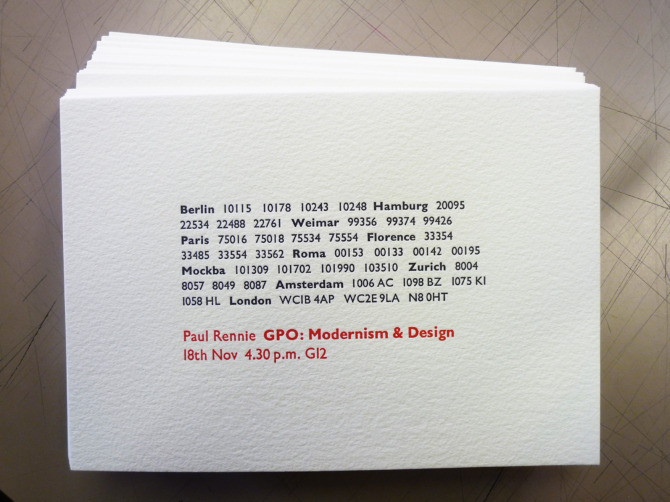 Berlin 10115 10178 10243 10248 Hamburg 20095
22534 22488 22761 Weimar 99356 99374 99426
Paris 75016 75018 75534 75554 Florence 33354
33485 33554 33562 Roma 00153 00133 00142 00195
Mockba 101309 101702 101990 103510 Zurich 8004
8057 8049 8087 Amsterdam 1006 AC 1098 BZ 1075 KI
1058 HL London WC1B 4AP WC2E 9LA N8 0HT
Paul Rennie GPO: Modernism & Design
18th Nov 4.30 p.m. G12